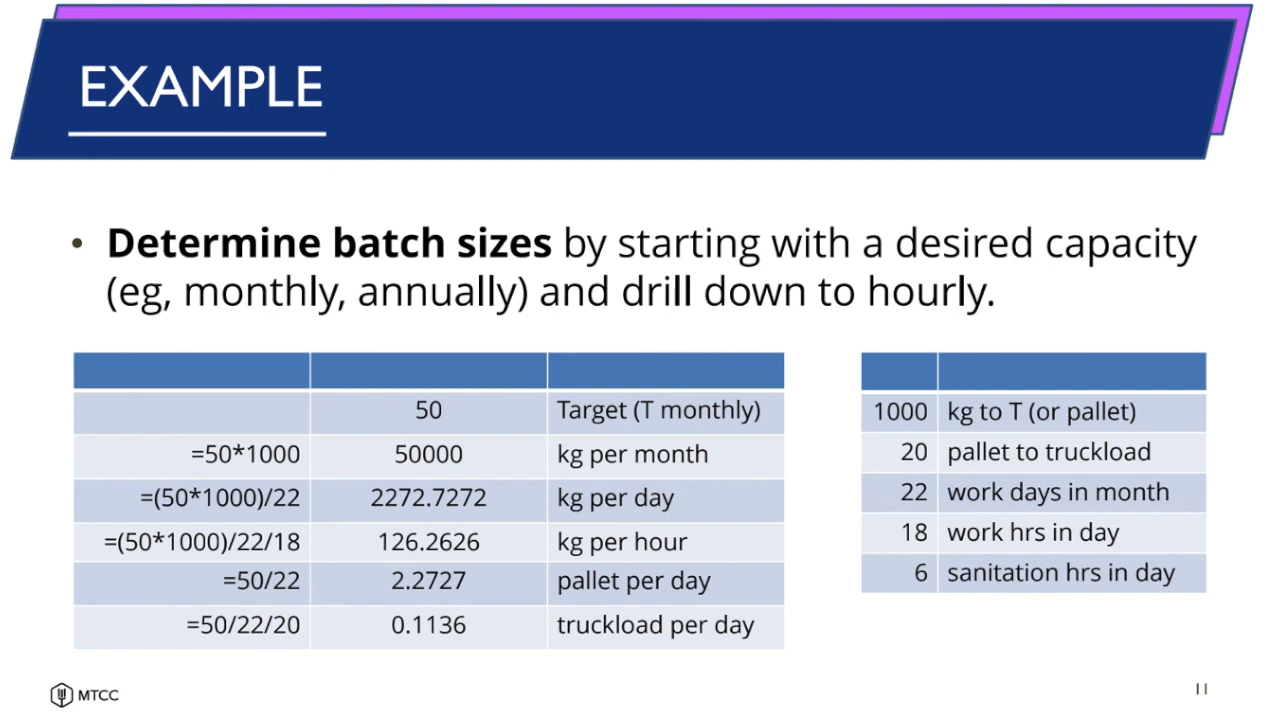 EXAMPLE
• Determine batch sizes by starting with a desired capacity
(eg, monthly, annually) and drill down to hourly.
50 Target (T monthly)
=50*1000 50000 kg per month
=(50*1000)/22 2272.7272 kg per day
=(50*1000)/22/18 126.2626 kg per hour
=50/22 2.2727 pallet per day
=50/22/20 0.1136 truckload per day
1000 kg to T (or pallet)
20 pallet to truckload
22 work days in month
18 work hrs in day
6 sanitation hrs in day
MTCC
11